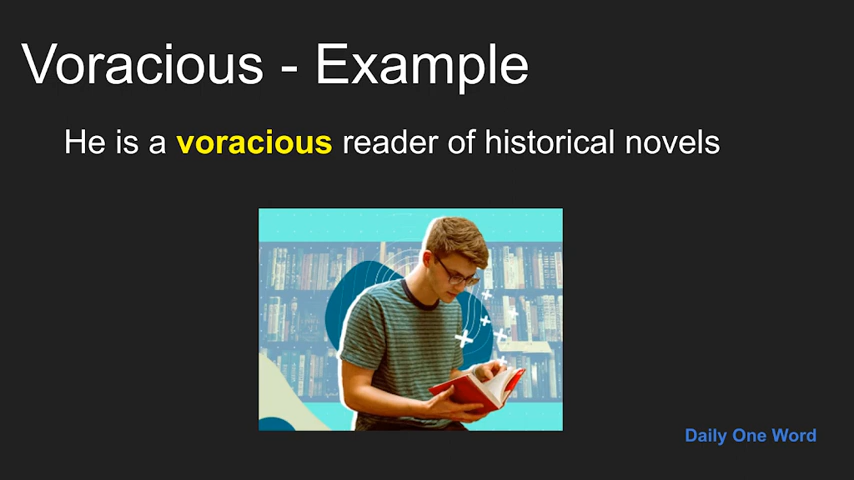 Voracious - Example
He is a voracious reader of historical novels
Daily One Word